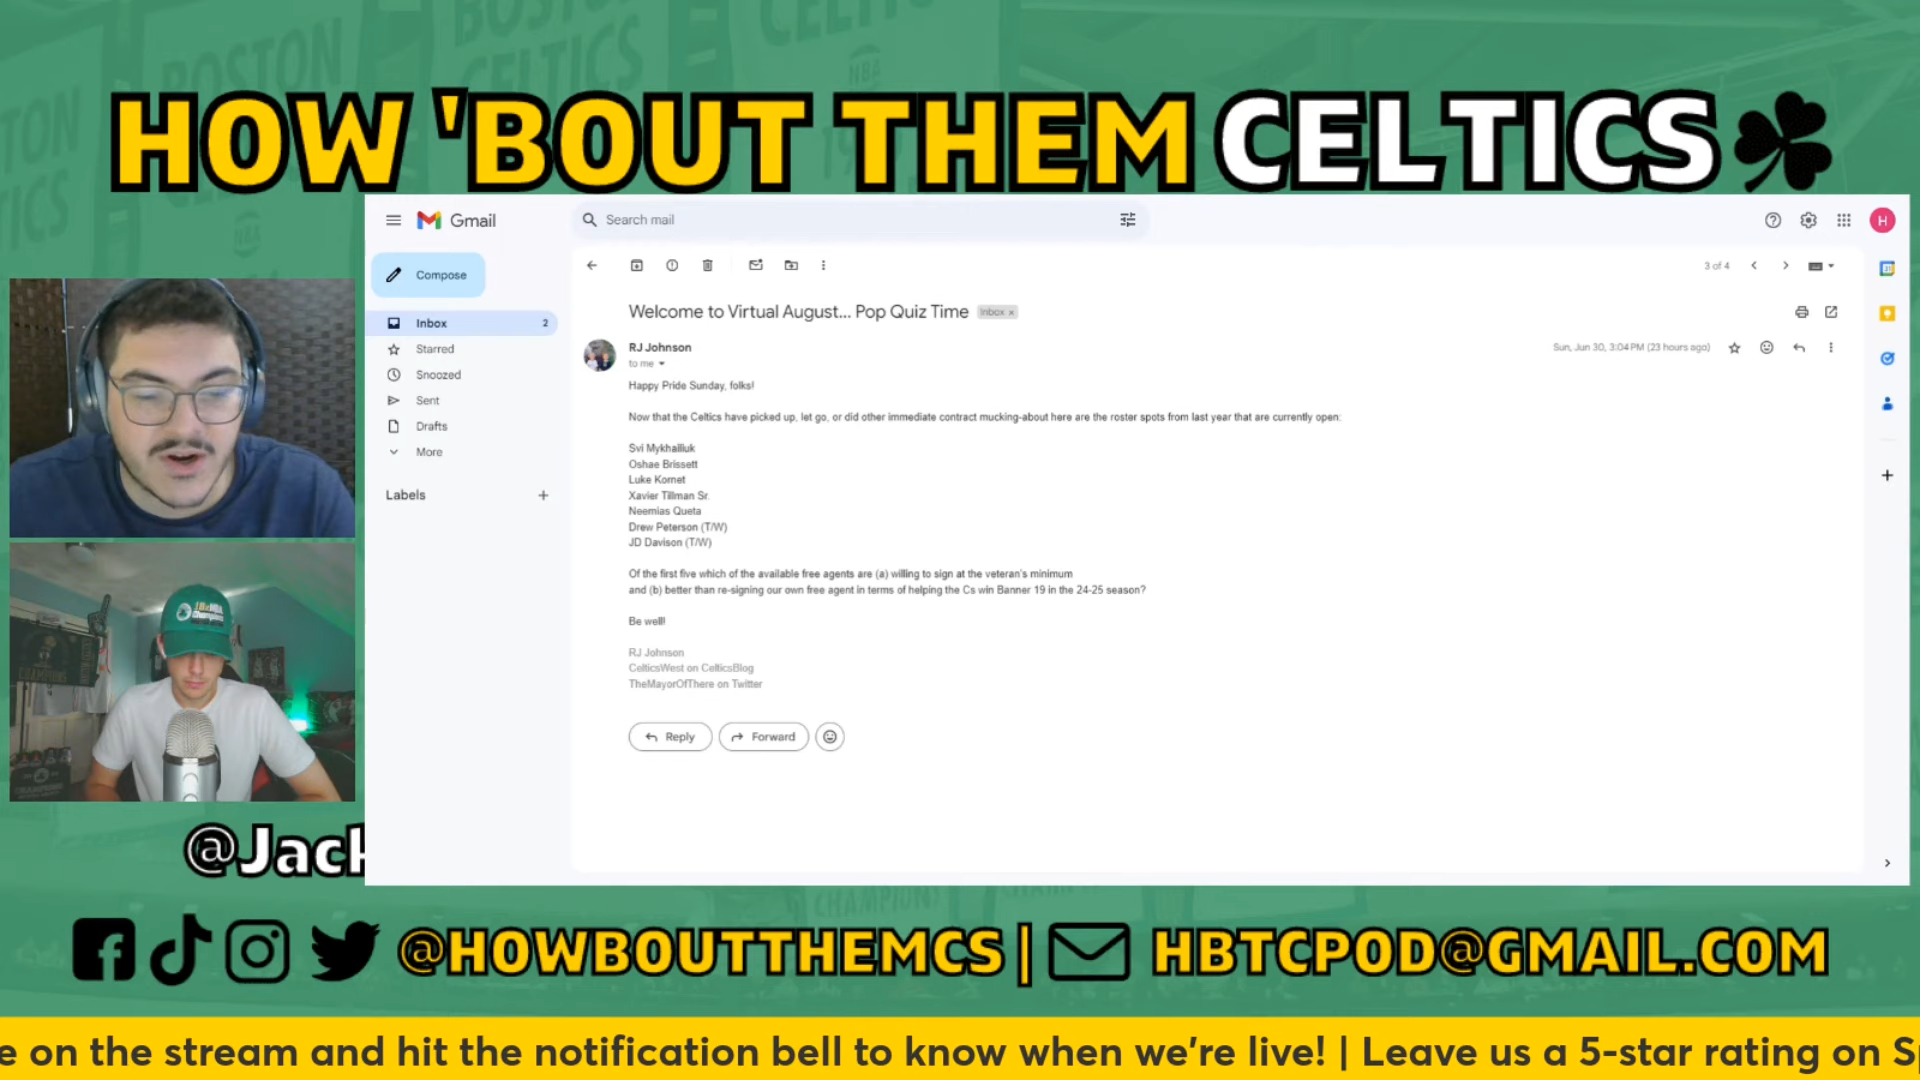 HOW 'BOUT THEM CELTICS
Gmail
Search mail
H
Compose
3 of 4
Inbox 2
Welcome to Virtual August... Pop Quiz Time Inbox x
Starred
RJ Johnson
Sun, Jun 30, 3:04 PM (23 hours ago)
to me
Snoozed
Happy Pride Sunday, folks!
Sent
Now that the Celtics have picked up, let go, or did other immediate contract mucking-about here are the roster spots from last year that are currently open:
Drafts
More
Svi Mykhailiuk
Oshae Brissett
Luke Kornet
Labels +
Xavier Tillman Sr.
Neemias Queta
Drew Peterson (T/W)
JD Davison (T/W)
Of the first five which of the available free agents are (a) willing to sign at the veteran's minimum
and (b) better than re-signing our own free agent in terms of helping the Cs win Banner 19 in the 24-25 season?
Be well!
RJ Johnson
CelticsWest on CelticsBlog
TheMayorOfThere on Twitter
Reply Forward
@Jack
@HOWBOUTTHEMCS | HBTCPOD@GMAIL.COM
e on the stream and hit the notification bell to know when we're live! | Leave us a 5-star rating on Sp
BOSTON
CELTICS
NBA